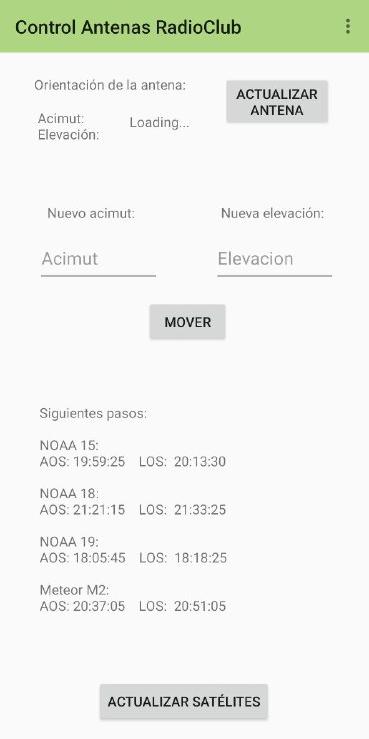 Control Antenas RadioClub
Orientación de la antena:
ACTUALIZAR
ANTENA
Acimut:
Loading...
Elevación:
Nuevo acimut:
Nueva elevación:
Acimut
Elevacion
MOVER
Siguientes pasos:
NOAA 15:
AOS: 19:59:25 LOS: 20:13:30
NOAA 18:
AOS: 21:21:15 LOS: 21:33:25
NOAA 19:
AOS: 18:05:45 LOS: 18:18:25
Meteor M2:
AOS: 20:37:05 LOS: 20:51:05
ACTUALIZAR SATÉLITES